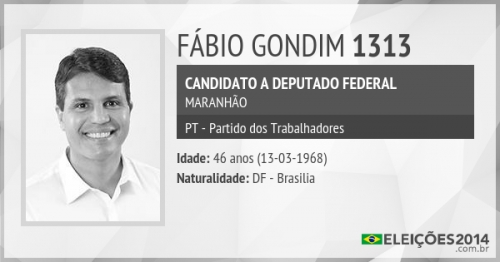 FÁBIO GONDIM 1313
CANDIDATO A DEPUTADO FEDERAL
MARANHÃO
PT - Partido dos Trabalhadores
Idade: 46 anos (13-03-1968)
Naturalidade: DF - Brasilia
ELEIÇÕES2014
.com.br